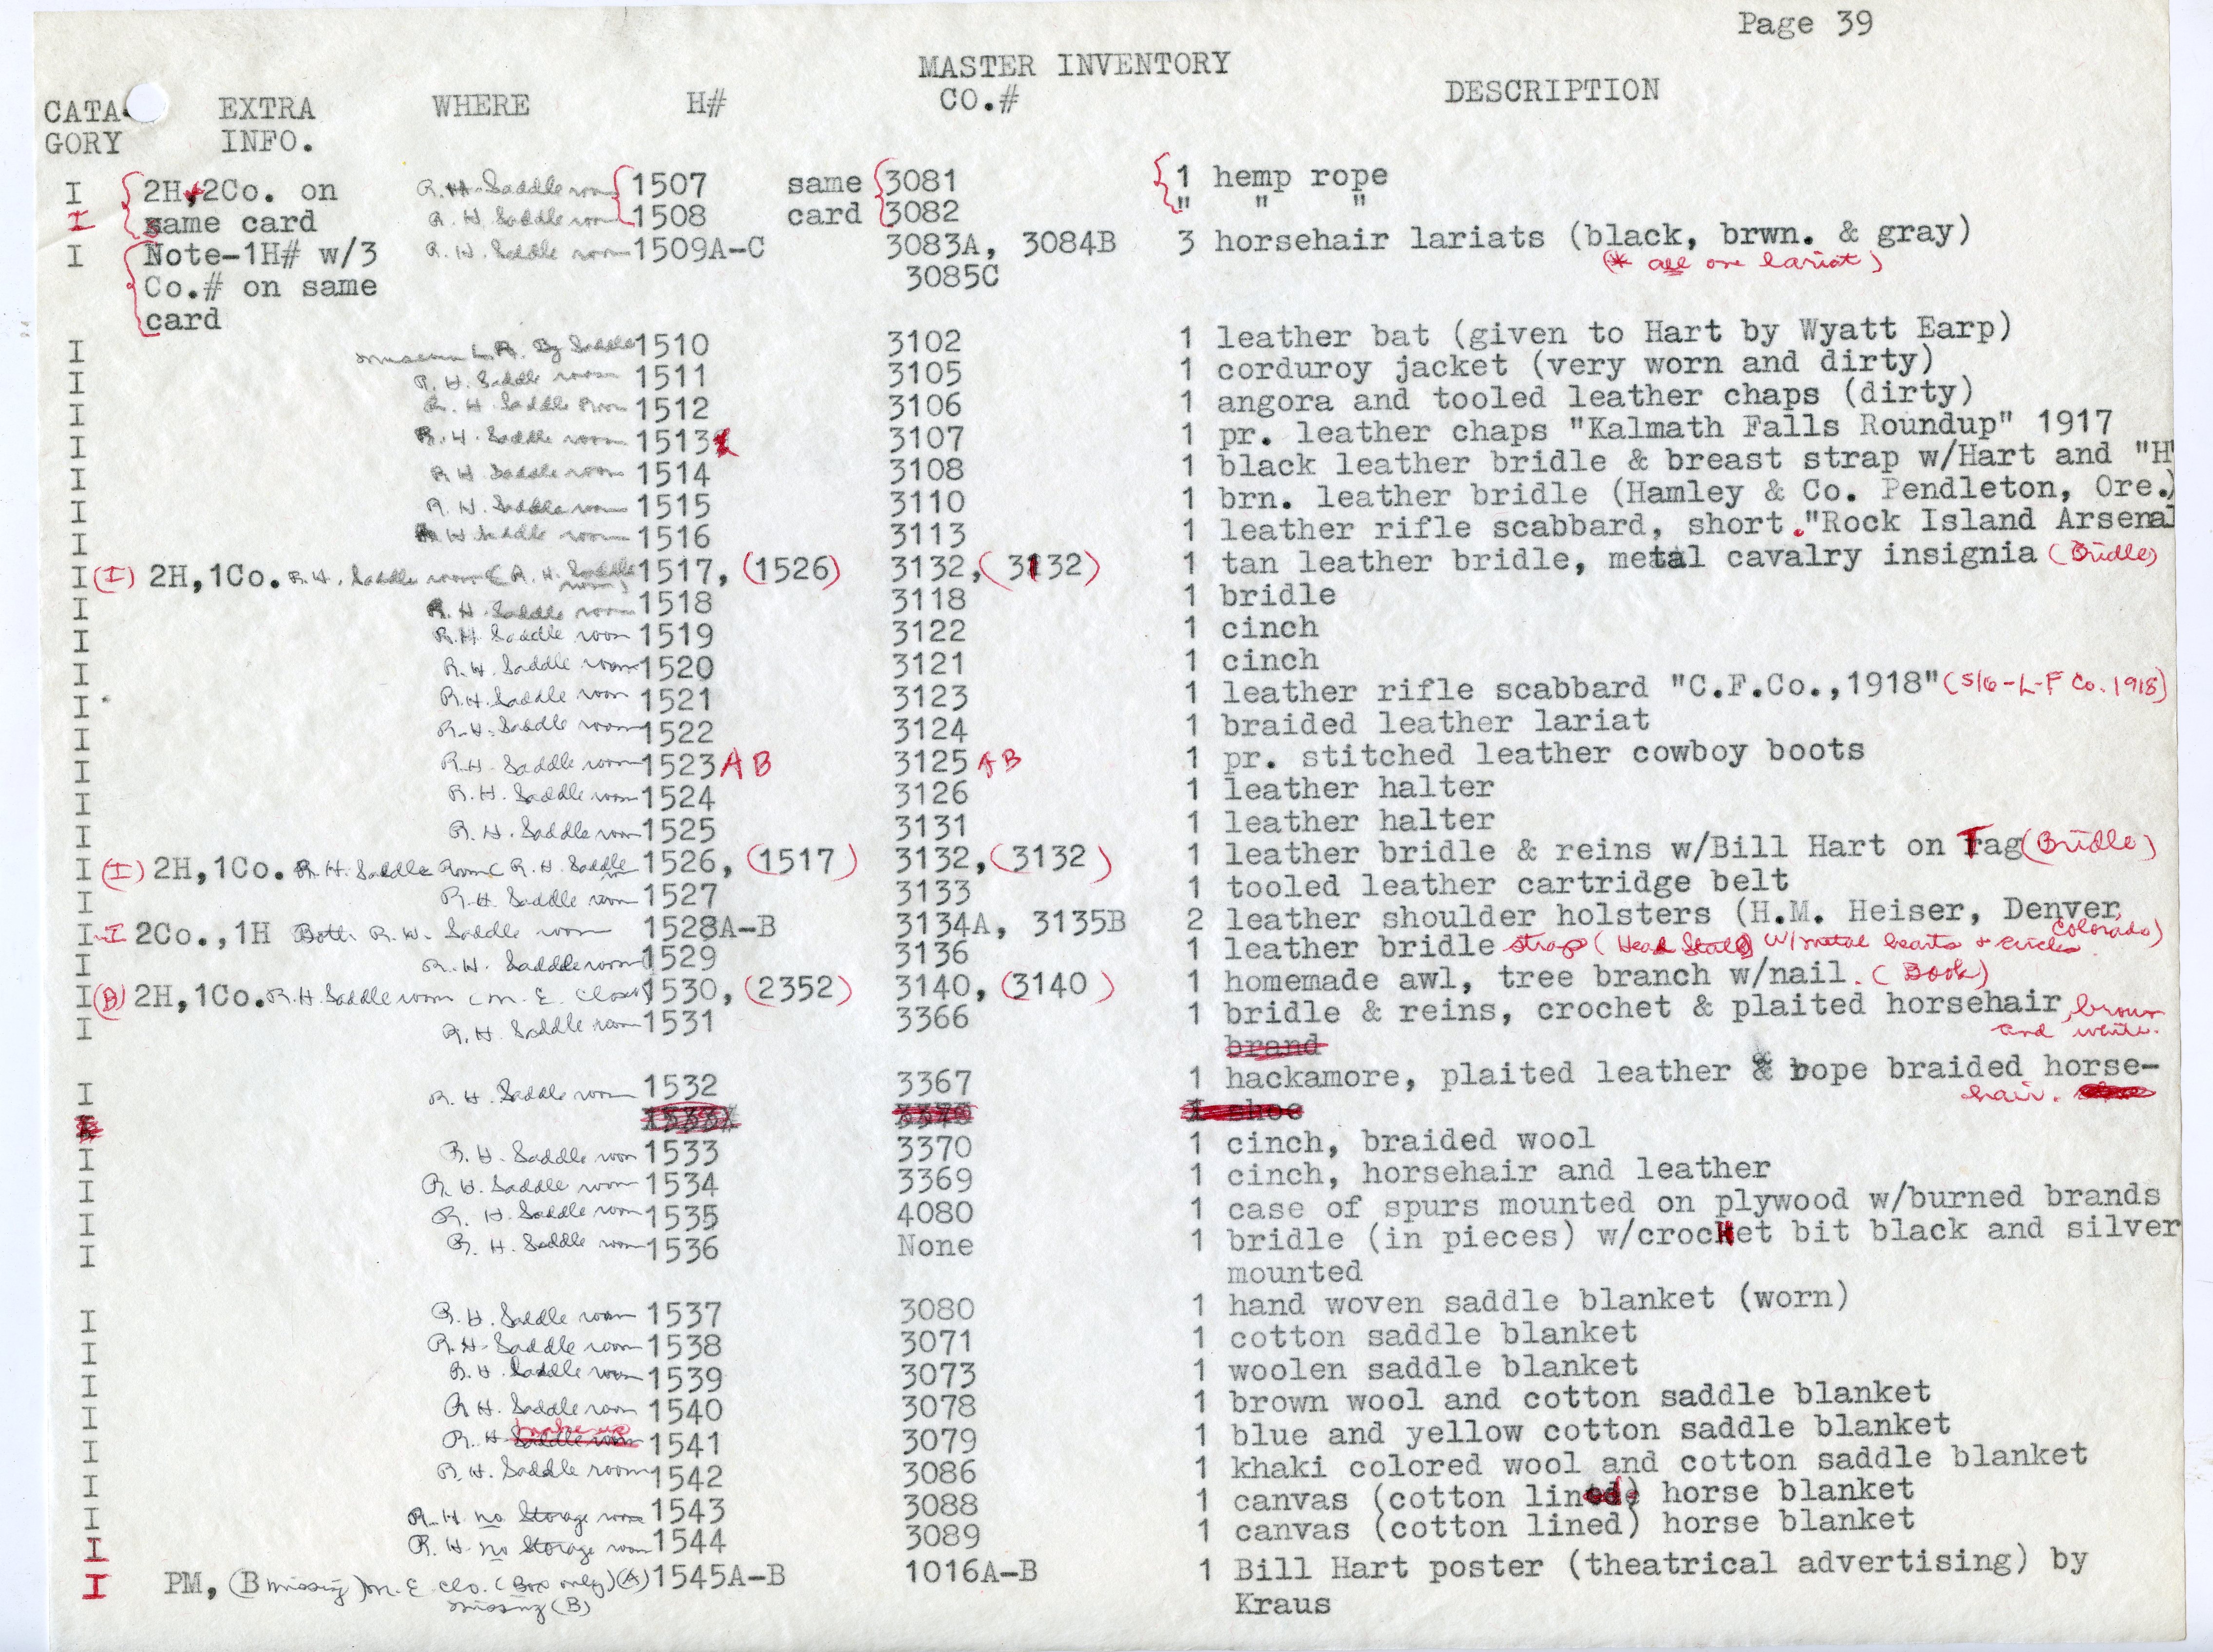 Page 39
MASTER INVENTORY
CATA- EXTRA WHERE H# CO.# DESCRIPTION
GORY INFO.
I 2H,2Co. on R.H. Saddle room 1507 same 3081 1 hemp rope
I same card R.H. Saddle room 1508 card 3082 " " "
I Note-1H# w/3 R.H. Saddle room 1509A-C 3083A, 3084B 3 horsehair lariats (black, brwn. & gray)
Co.# on same 3085C (* all one lariat)
card
I museum L.R. By Saddle 1510 3102 1 leather bat (given to Hart by Wyatt Earp)
I R.H. Saddle room 1511 3105 1 corduroy jacket (very worn and dirty)
I R.H. Saddle Room 1512 3106 1 angora and tooled leather chaps (dirty)
I R.H. Saddle room 1513 3107 1 pr. leather chaps "Kalmath Falls Roundup" 1917
I R H Saddle room 1514 3108 1 black leather bridle & breast strap w/Hart and "H"
I R.H. Saddle room 1515 3110 1 brn. leather bridle (Hamley & Co. Pendleton, Ore.)
I R H Saddle room 1516 3113 1 leather rifle scabbard, short."Rock Island Arsenal
I (I) 2H,1Co. R.H. Saddle room (R.H. Saddle 1517, (1526) 3132, (3132) 1 tan leather bridle, metal cavalry insignia (Bridle)
room)
I R.H. Saddle room 1518 3118 1 bridle
I R.H. Saddle room 1519 3122 1 cinch
I R.H. Saddle room 1520 3121 1 cinch
I R.H. Saddle room 1521 3123 1 leather rifle scabbard "C.F.Co.,1918" (S/G-L-F Co. 1918)
I R.H. Saddle room 1522 3124 1 braided leather lariat
I R.H. Saddle room 1523 AB 3125 AB 1 pr. stitched leather cowboy boots
I R.H. Saddle room 1524 3126 1 leather halter
I R.H. Saddle room 1525 3131 1 leather halter
I (I) 2H,1Co. R.H. Saddle Room (R.H. Saddle 1526, (1517) 3132, (3132) 1 leather bridle & reins w/Bill Hart on Tag (Bridle)
I R.H. Saddle room 1527 3133 1 tooled leather cartridge belt
I-I 2Co.,1H Both R.H. Saddle room 1528A-B 3134A, 3135B 2 leather shoulder holsters (H.M. Heiser, Denver,
Colorado)
I R.H. Saddle room 1529 3136 1 leather bridle strap (Head Stall) w/metal hearts + circles
I (B) 2H,1Co. R.H. Saddle room (M.E. Closet) 1530, (2352) 3140, (3140) 1 homemade awl, tree branch w/nail. (Book)
I R.H. Saddle room 1531 3366 1 bridle & reins, crochet & plaited horsehair, brown
and white.
brand
I R.H. Saddle room 1532 3367 1 hackamore, plaited leather & rope braided horse-
hair.
1 shoe
I R.H. Saddle room 1533 3370 1 cinch, braided wool
I R.H. Saddle room 1534 3369 1 cinch, horsehair and leather
I R. H. Saddle room 1535 4080 1 case of spurs mounted on plywood w/burned brands
I R. H. Saddle room 1536 None 1 bridle (in pieces) w/crocHet bit black and silver
mounted
I R.H. Saddle room 1537 3080 1 hand woven saddle blanket (worn)
I R.H. Saddle room 1538 3071 1 cotton saddle blanket
I R.H. Saddle room 1539 3073 1 woolen saddle blanket
I R.H. Saddle room 1540 3078 1 brown wool and cotton saddle blanket
I R.H. Saddle room 1541 3079 1 blue and yellow cotton saddle blanket
I R.H. Saddle room 1542 3086 1 khaki colored wool and cotton saddle blanket
I R.H. no Storage room 1543 3088 1 canvas (cotton lined) horse blanket
I R.H. no Storage room 1544 3089 1 canvas (cotton lined) horse blanket
I PM, (B missing) M.E. clo. (Box only) (A) 1545A-B 1016A-B 1 Bill Hart poster (theatrical advertising) by
missing (B) Kraus